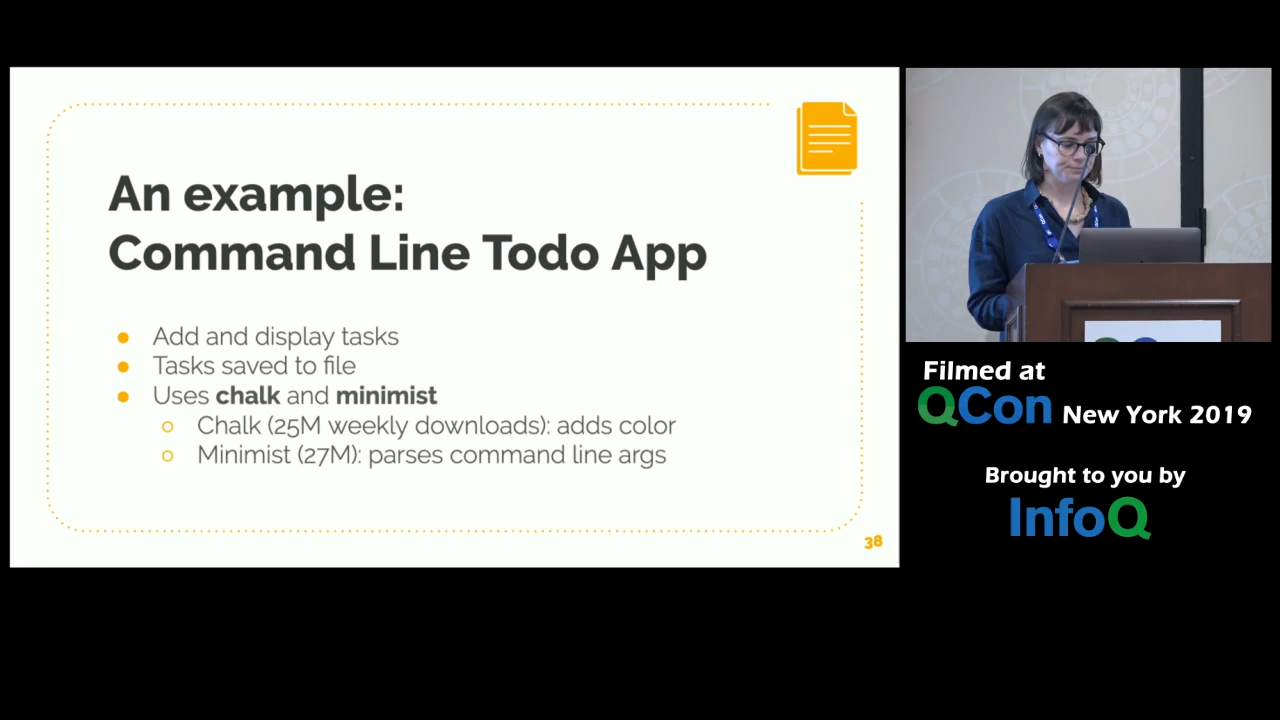 An example:
Command Line Todo App
Add and display tasks
Tasks saved to file
Uses chalk and minimist
Chalk (25M weekly downloads): adds color
Minimist (27M): parses command line args
38
Filmed at
QCon New York 2019
Brought to you by
InfoQ